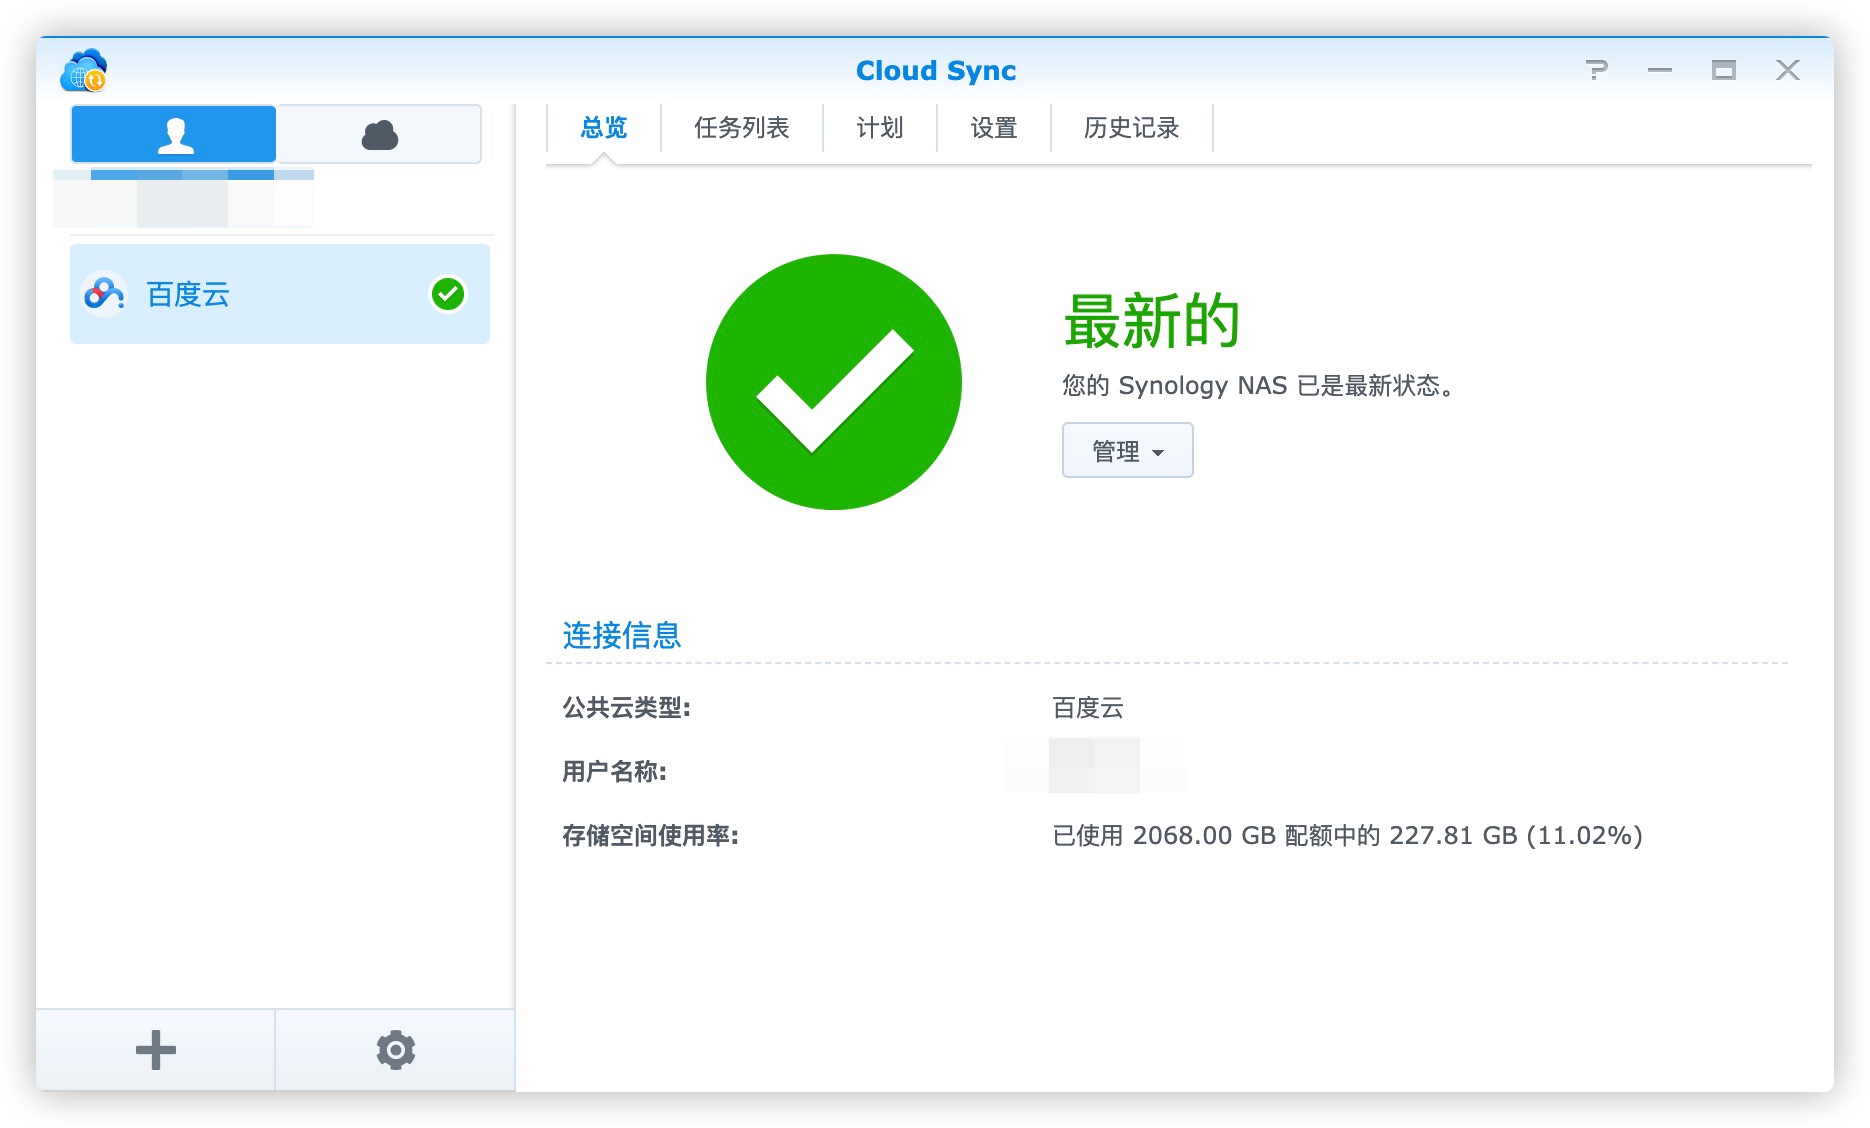 Cloud Sync
总览
任务列表
计划
设置
历史记录
百度云
最新的
您的 Synology NAS 已是最新状态。
管理
连接信息
公共云类型:
百度云
用户名称:
存储空间使用率:
已使用 2068.00 GB 配额中的 227.81 GB (11.02%)